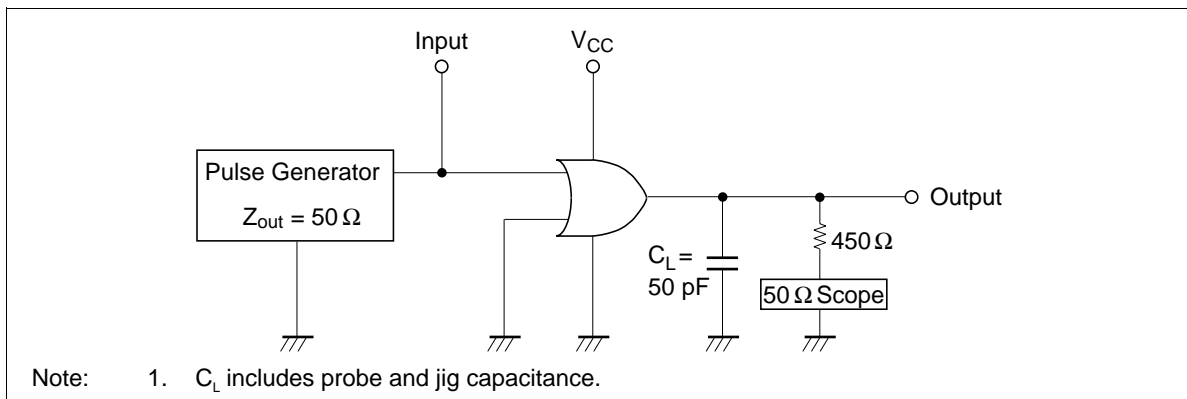 Input
V_CC
Pulse Generator
Z_out = 50 Ω
Output
450 Ω
C_L =
50 pF
50 Ω Scope
Note: 1. C_L includes probe and jig capacitance.